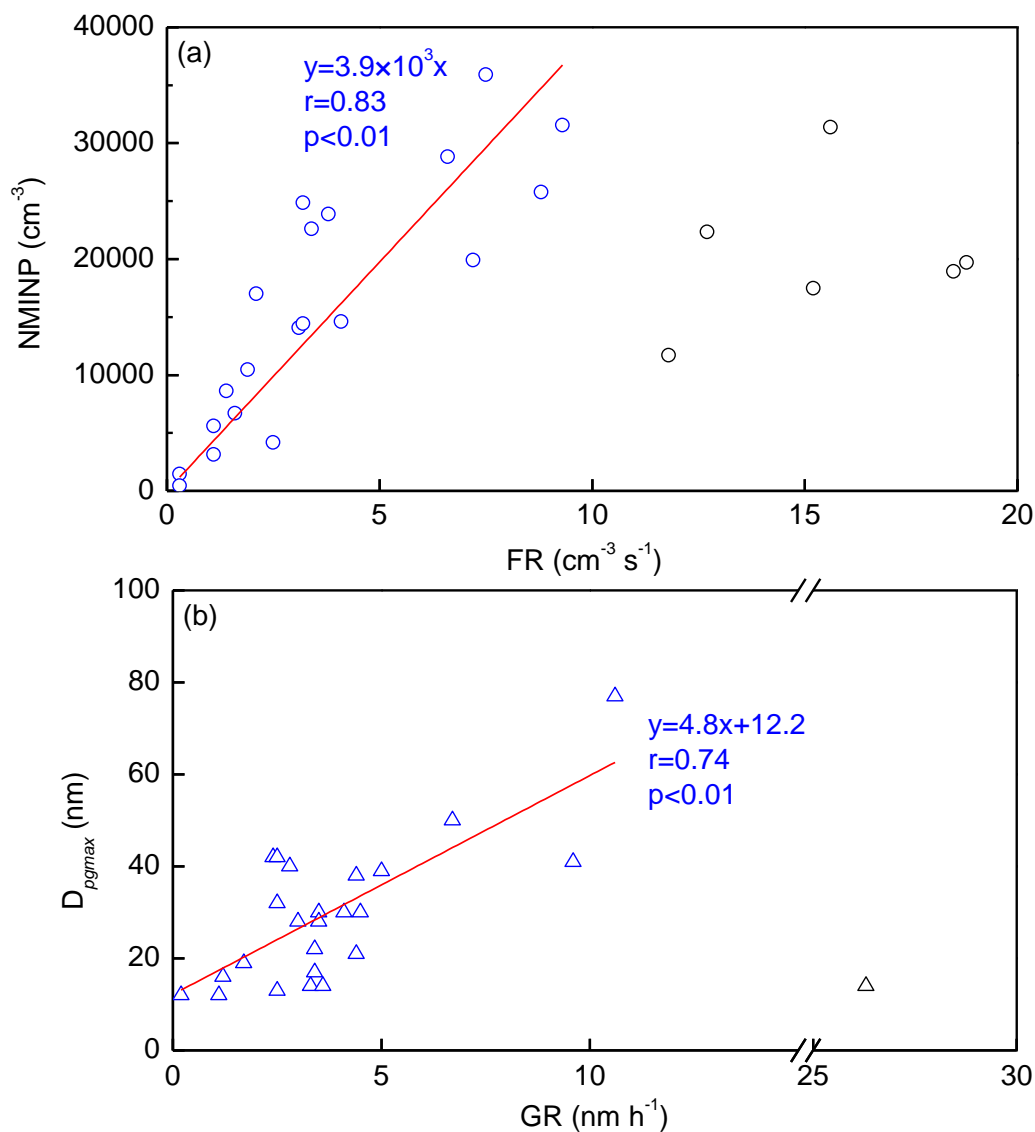 (a)
y=3.9×10³x
r=0.83
p<0.01
40000
30000
20000
10000
0
NMINP (cm⁻³)
0 5 10 15 20
FR (cm⁻³ s⁻¹)
(b)
y=4.8x+12.2
r=0.74
p<0.01
100
80
60
40
20
0
D_pgmax (nm)
0 5 10 25 30
GR (nm h⁻¹)